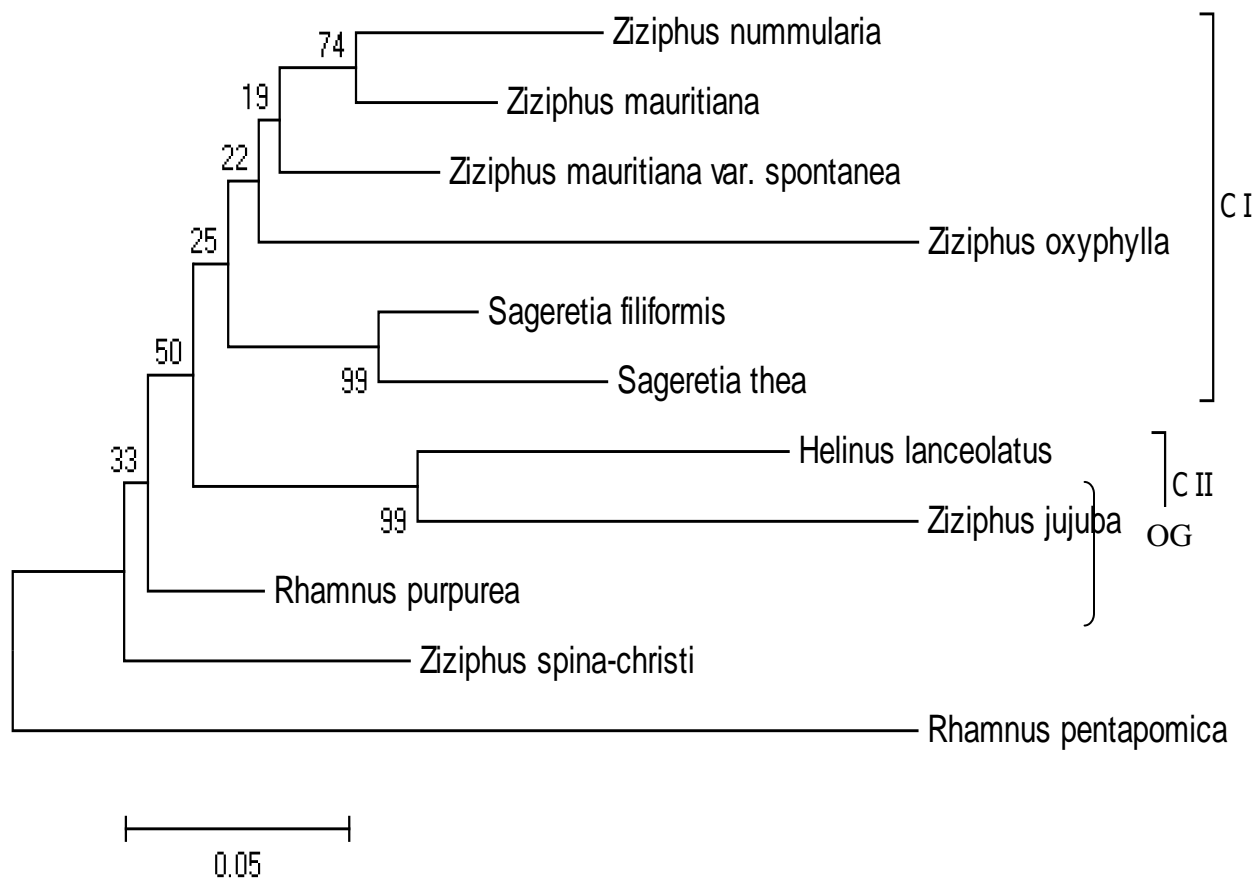 Ziziphus nummularia
74
Ziziphus mauritiana
19
Ziziphus mauritiana var. spontanea
22
C I
Ziziphus oxyphylla
25
Sageretia filiformis
50
99
Sageretia thea
Helinus lanceolatus
33
C II
99
Ziziphus jujuba
OG
Rhamnus purpurea
Ziziphus spina-christi
Rhamnus pentapomica
0.05